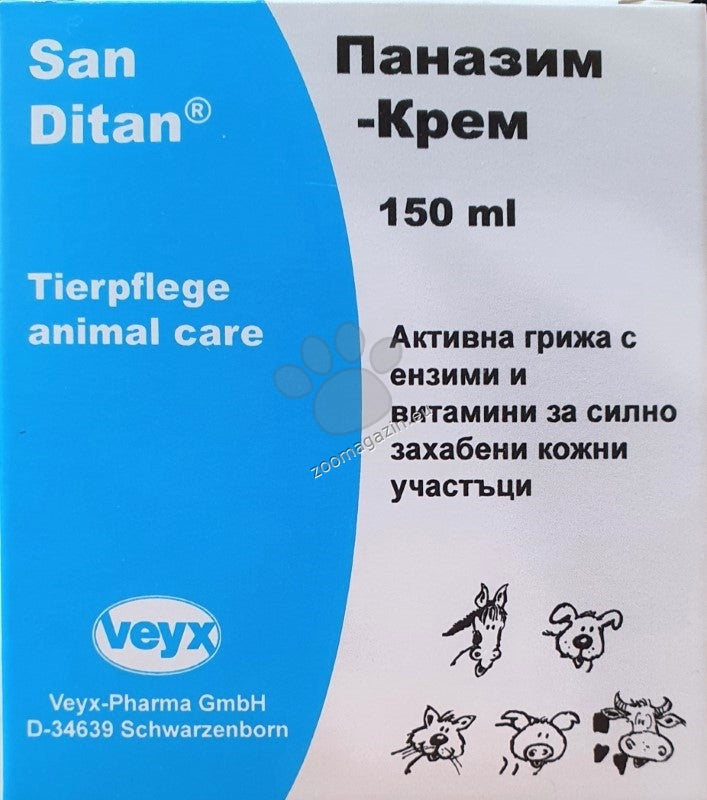 San
Ditan®
Паназим
-Крем
150 ml
Tierpflege
animal care
Активна грижа с
ензими и
витамини за силно
захабени кожни
участъци
zoomagazin.eu
veyx
Veyx-Pharma GmbH
D-34639 Schwarzenborn